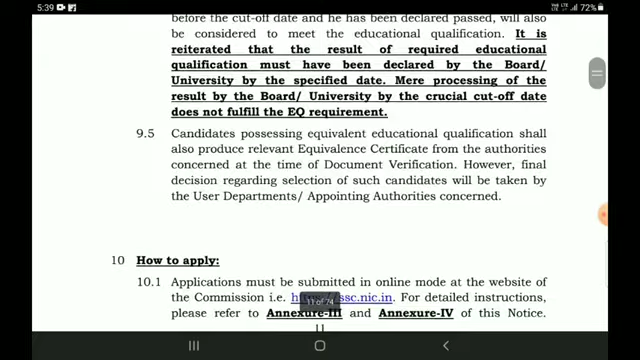 5:39
72%
before the cut-off date and he has been declared passed, will also
be considered to meet the educational qualification. It is
reiterated that the result of required educational
qualification must have been declared by the Board/
University by the specified date. Mere processing of the
result by the Board/ University by the crucial cut-off date
does not fulfill the EQ requirement.
9.5 Candidates possessing equivalent educational qualification shall
also produce relevant Equivalence Certificate from the authorities
concerned at the time of Document Verification. However, final
decision regarding selection of such candidates will be taken by
the User Departments/ Appointing Authorities concerned.
10 How to apply:
10.1 Applications must be submitted in online mode at the website of
the Commission i.e. ssc.nic.in. For detailed instructions,
11 of 74
please refer to Annexure-III and Annexure-IV of this Notice.
11